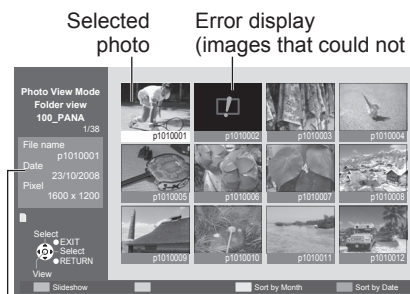 Selected photo
Error display
(images that could not
Photo View Mode
Folder view
100_PANA
1/38
File name
p1010001
Date
23/10/2008
Pixel
1600 x 1200
Select
EXIT
Select
RETURN
View
p1010001
p1010002
p1010003
p1010004
p1010005
p1010006
p1010007
p1010008
p1010009
p1010010
p1010011
p1010012
Slideshow
Sort by Month
Sort by Date